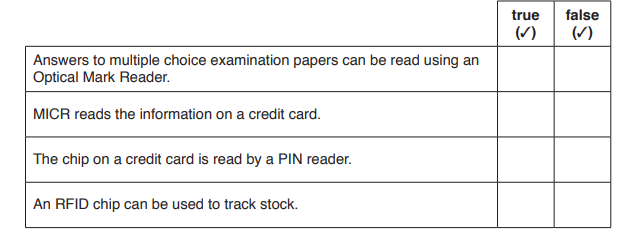 true false
(✓) (✓)
Answers to multiple choice examination papers can be read using an
Optical Mark Reader.
MICR reads the information on a credit card.
The chip on a credit card is read by a PIN reader.
An RFID chip can be used to track stock.